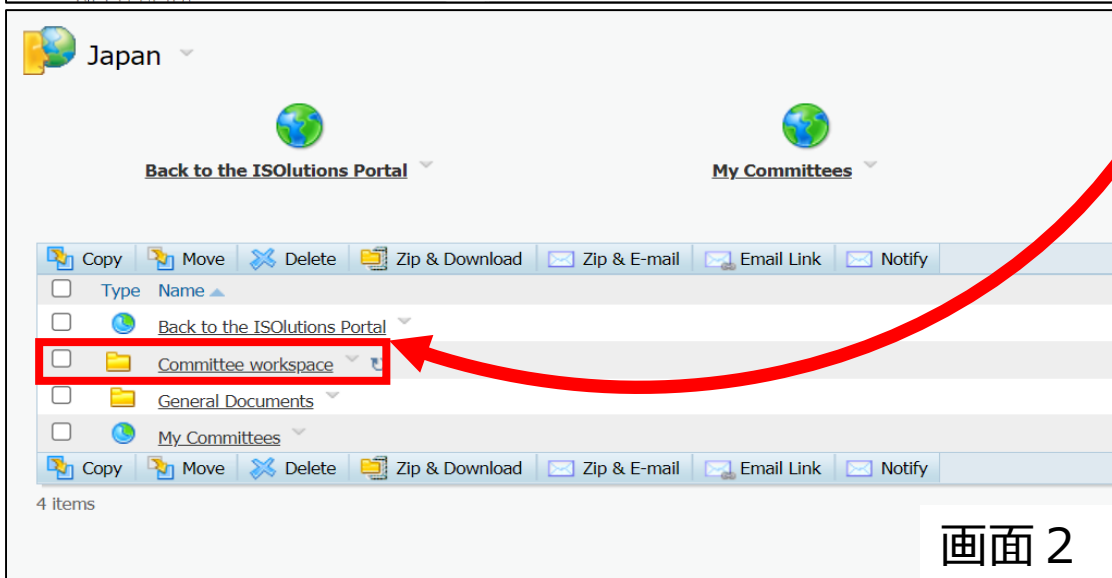 Japan
Back to the ISOlutions Portal My Committees
Copy Move Delete Zip & Download Zip & E-mail Email Link Notify
Type Name
Back to the ISOlutions Portal
Committee workspace
General Documents
My Committees
Copy Move Delete Zip & Download Zip & E-mail Email Link Notify
4 items
画面２